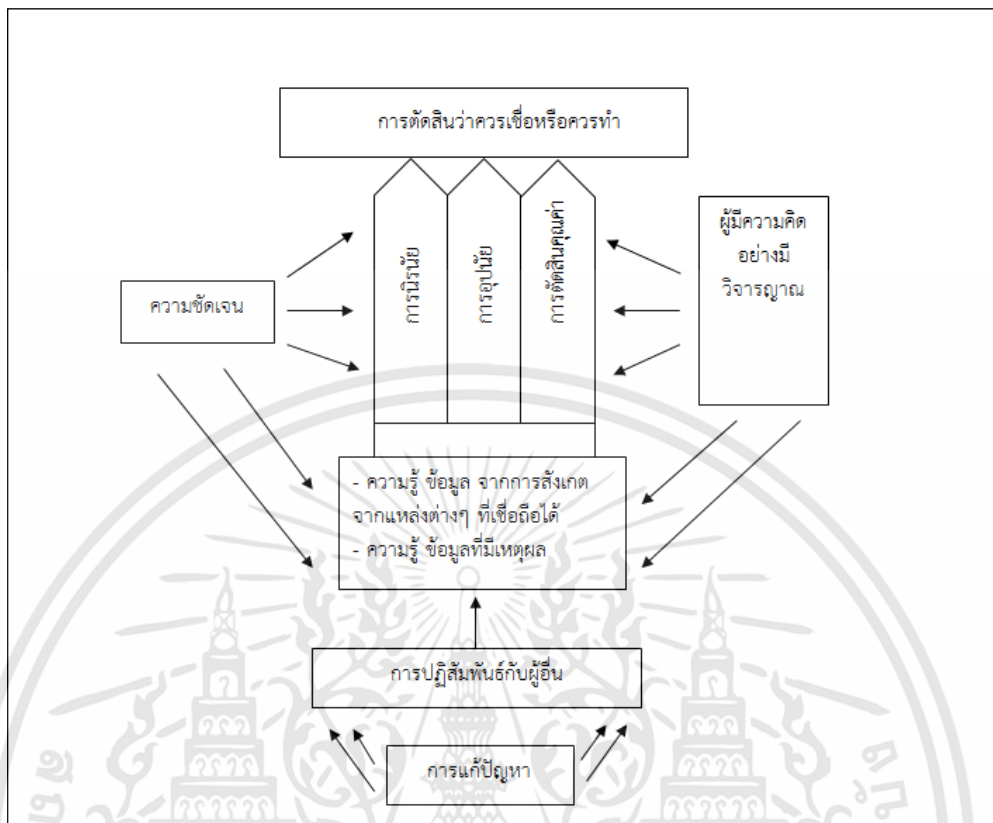 การตัดสินว่าควรเชื่อหรือควรทำ
การนิรนัย
การอุปนัย
การตัดสินคุณค่า
ผู้มีความคิด
อย่างมี
วิจารญาณ
ความชัดเจน
- ความรู้ ข้อมูล จากการสังเกต
จากแหล่งต่างๆ ที่เชื่อถือได้
- ความรู้ ข้อมูลที่มีเหตุผล
การปฏิสัมพันธ์กับผู้อื่น
การแก้ปัญหา